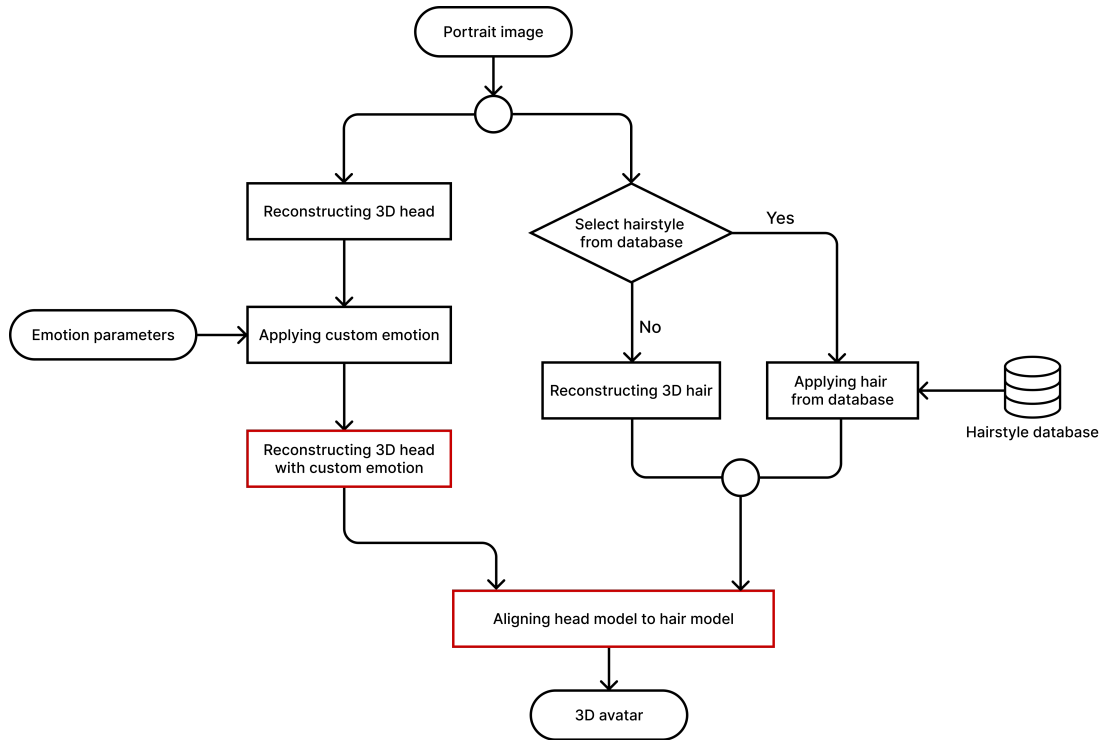 Portrait image
Reconstructing 3D head
Select hairstyle
from database
Yes
Emotion parameters
Applying custom emotion
No
Reconstructing 3D hair
Applying hair
from database
Hairstyle database
Reconstructing 3D head
with custom emotion
Aligning head model to hair model
3D avatar